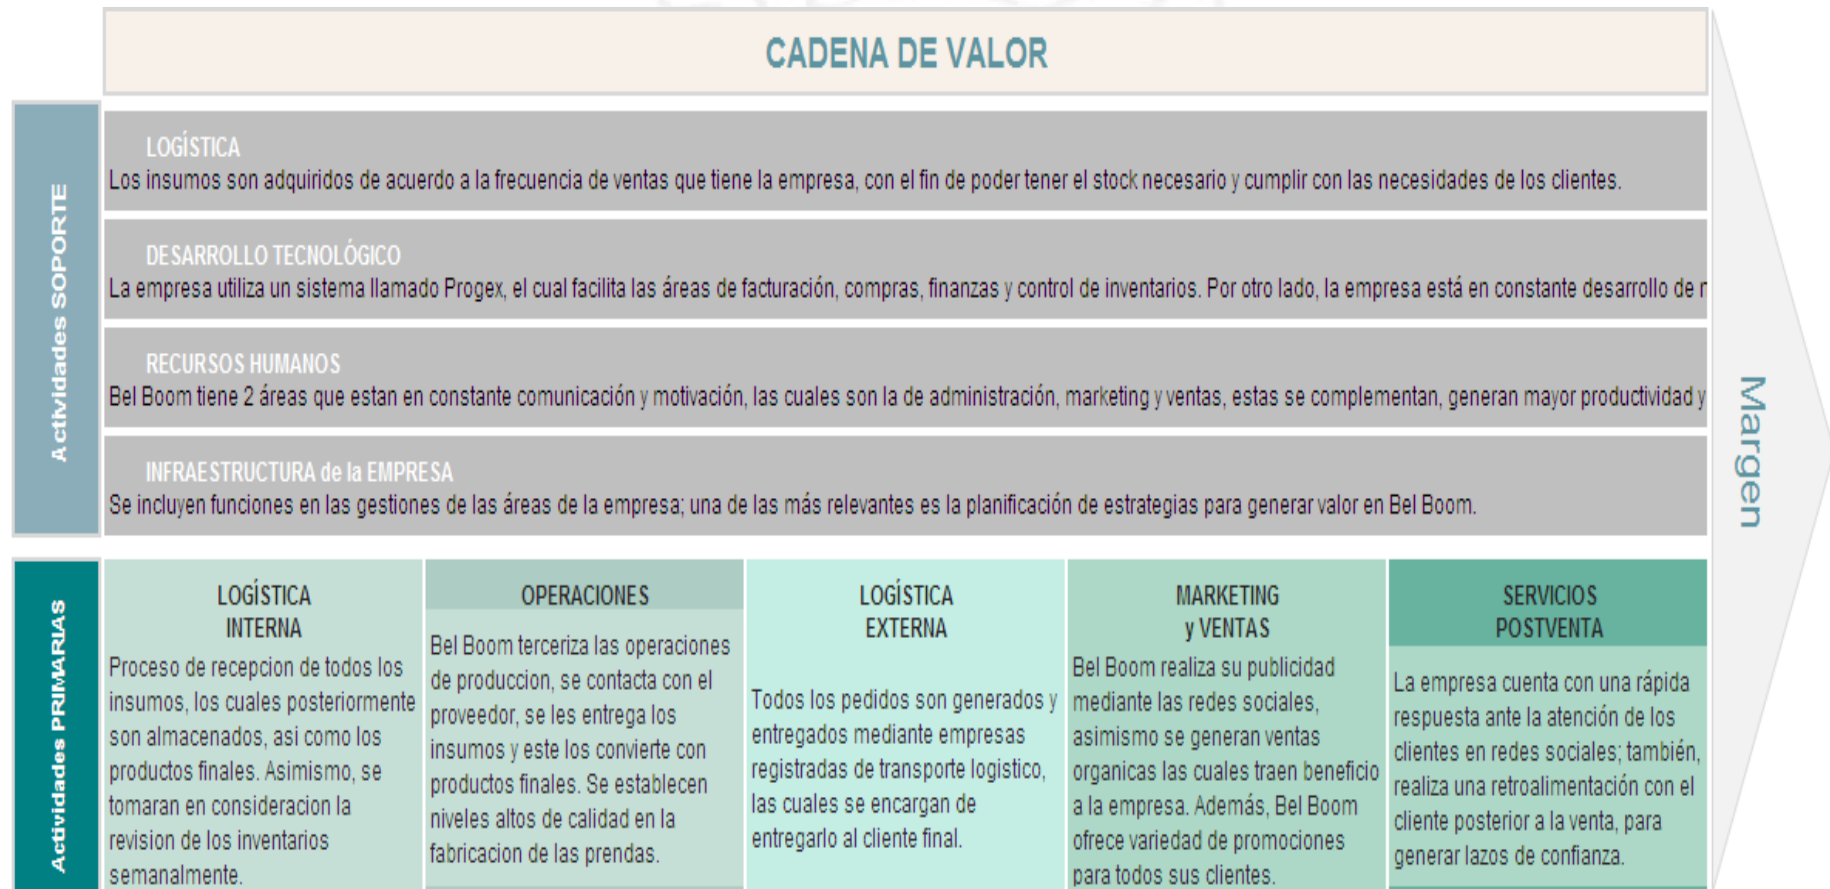 CADENA DE VALOR
Actividades SOPORTE
LOGÍSTICA
Los insumos son adquiridos de acuerdo a la frecuencia de ventas que tiene la empresa, con el fin de poder tener el stock necesario y cumplir con las necesidades de los clientes.
DESARROLLO TECNOLÓGICO
La empresa utiliza un sistema llamado Progex, el cual facilita las áreas de facturación, compras, finanzas y control de inventarios. Por otro lado, la empresa está en constante desarrollo de
RECURSOS HUMANOS
Bel Boom tiene 2 áreas que estan en constante comunicación y motivación, las cuales son la de administración, marketing y ventas, estas se complementan, generan mayor productividad y
INFRAESTRUCTURA de la EMPRESA
Se incluyen funciones en las gestiones de las áreas de la empresa; una de las más relevantes es la planificación de estrategias para generar valor en Bel Boom.
Margen
Actividades PRIMARIAS
LOGÍSTICA
INTERNA
Proceso de recepcion de todos los
insumos, los cuales posteriormente
son almacenados, asi como los
productos finales. Asimismo, se
tomaran en consideracion la
revision de los inventarios
semanalmente.
OPERACIONES
Bel Boom terceriza las operaciones
de produccion, se contacta con el
proveedor, se les entrega los
insumos y este los convierte con
productos finales. Se establecen
niveles altos de calidad en la
fabricacion de las prendas.
LOGÍSTICA
EXTERNA
Todos los pedidos son generados y
entregados mediante empresas
registradas de transporte logistico,
las cuales se encargan de
entregarlo al cliente final.
MARKETING
y VENTAS
Bel Boom realiza su publicidad
mediante las redes sociales,
asimismo se generan ventas
organicas las cuales traen beneficio
a la empresa. Además, Bel Boom
ofrece variedad de promociones
para todos sus clientes.
SERVICIOS
POSTVENTA
La empresa cuenta con una rápida
respuesta ante la atención de los
clientes en redes sociales; también,
realiza una retroalimentación con el
cliente posterior a la venta, para
generar lazos de confianza.